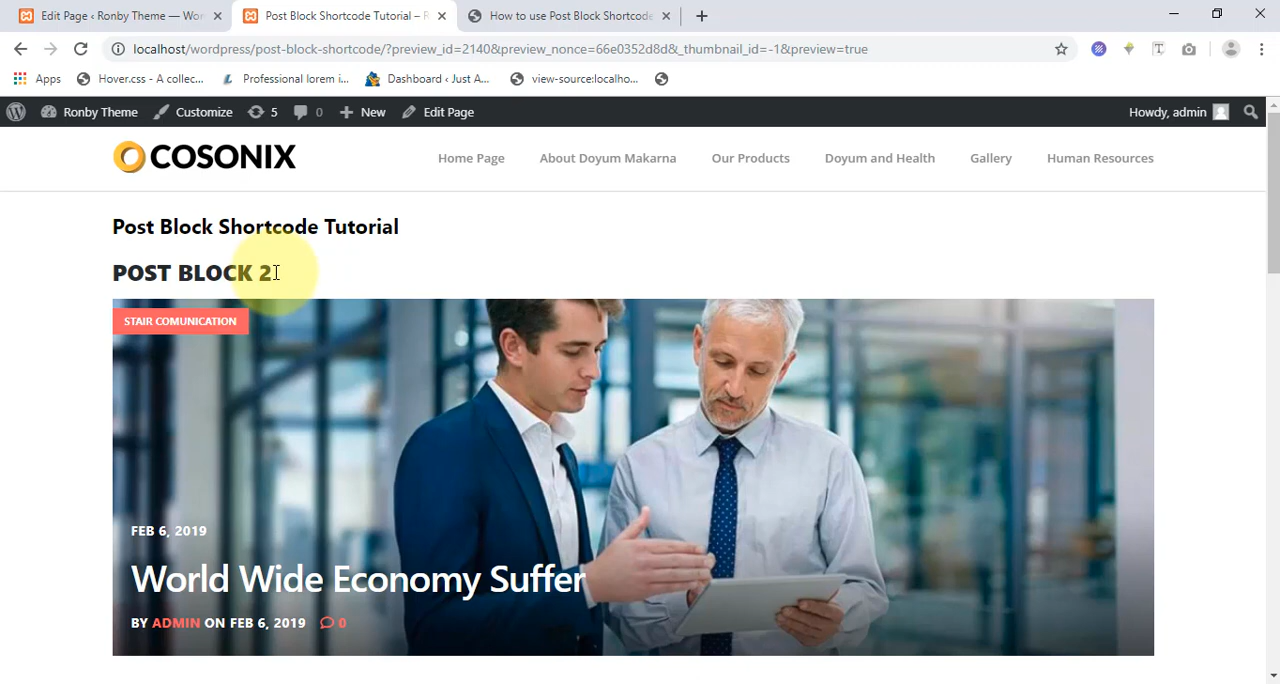 Edit Page ‹ Ronby Theme — Wor
Post Block Shortcode Tutorial – R
How to use Post Block Shortcode
localhost/wordpress/post-block-shortcode/?preview_id=2140&preview_nonce=66e0352d8d&_thumbnail_id=-1&preview=true
Apps
Hover.css - A collec...
Professional lorem i...
Dashboard ‹ Just A...
view-source:localho...
Ronby Theme
Customize
5
0
New
Edit Page
Howdy, admin
COSONIX
Home Page
About Doyum Makarna
Our Products
Doyum and Health
Gallery
Human Resources
Post Block Shortcode Tutorial
POST BLOCK 2
STAIR COMUNICATION
FEB 6, 2019
World Wide Economy Suffer
BY ADMIN ON FEB 6, 2019 0